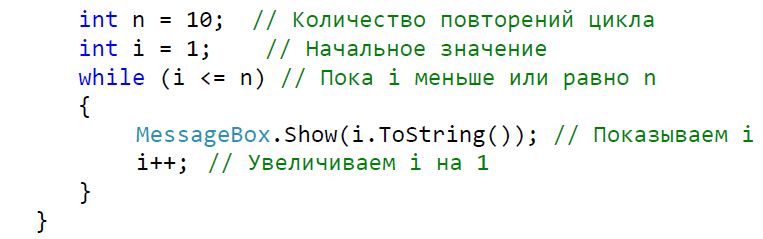 int n = 10;  // Количество повторений цикла
int i = 1;    // Начальное значение
while (i <= n) // Пока i меньше или равно n
{
MessageBox.Show(i.ToString()); // Показываем i
i++; // Увеличиваем i на 1
}
}